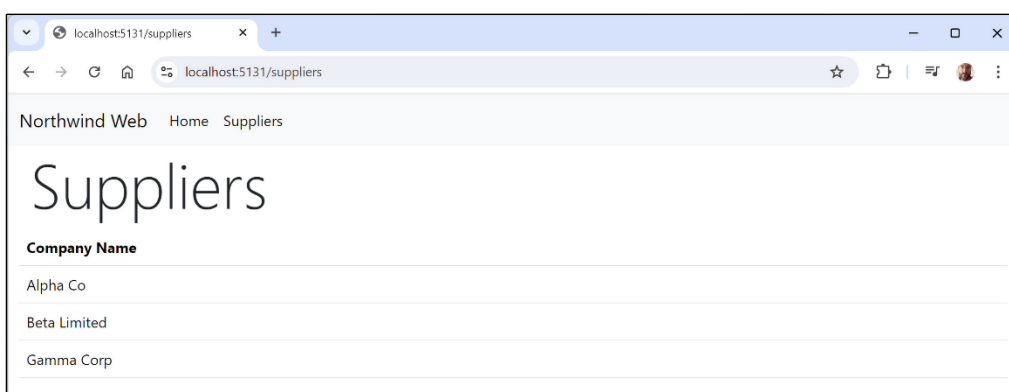 localhost:5131/suppliers
localhost:5131/suppliers
Northwind Web Home Suppliers
Suppliers
Company Name
Alpha Co
Beta Limited
Gamma Corp